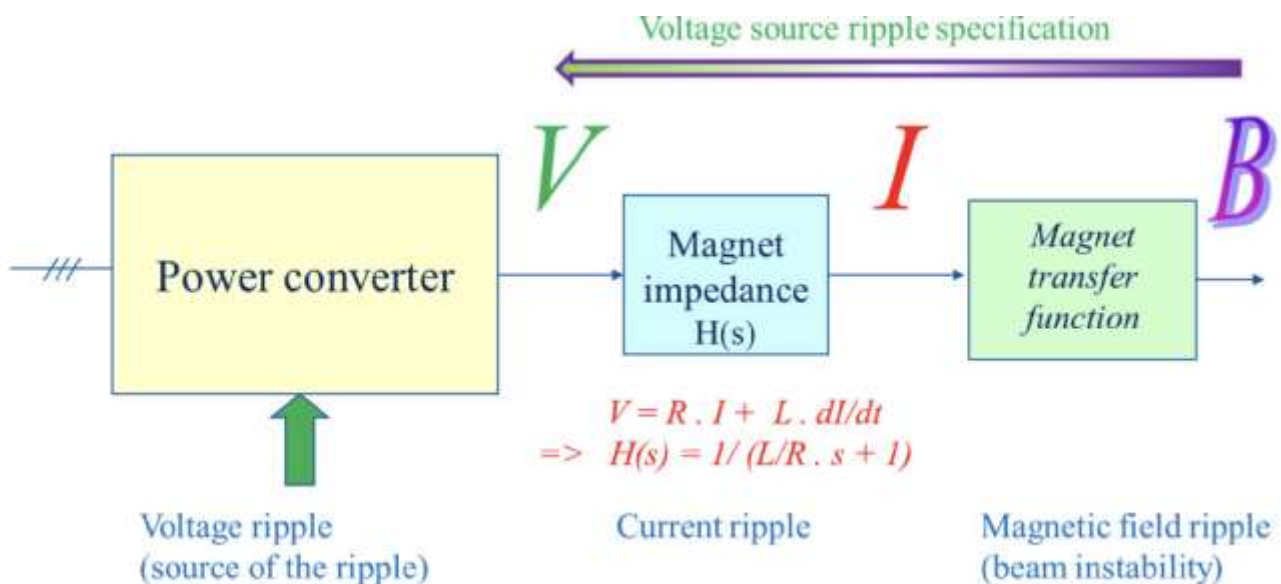 Voltage source ripple specification
V
I
B
Power converter
Magnet
impedance
H(s)
Magnet
transfer
function
V = R . I + L . dI/dt
=> H(s) = 1/ (L/R . s + 1)
Voltage ripple
(source of the ripple)
Current ripple
Magnetic field ripple
(beam instability)